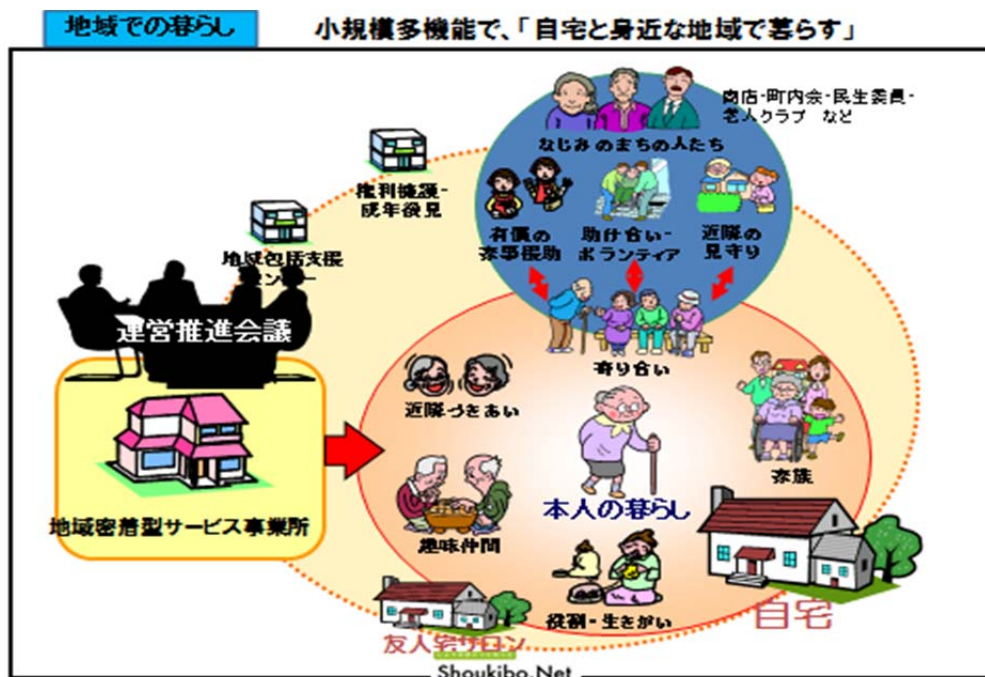 地域での暮らし
小規模多機能で、「自宅と身近な地域で暮らす」
商店・町内会・民生委員・
老人クラブ など
なじみのまちの人たち
権利擁護・
成年後見
有償の
家事援助
助け合い・
ボランティア
近隣の
見守り
地域包括支援
センター
運営推進会議
寄り合い
近隣づきあい
家族
本人の暮らし
地域密着型サービス事業所
趣味仲間
役割・生きがい
自宅
友人宅サロン
Shoukibo.Net